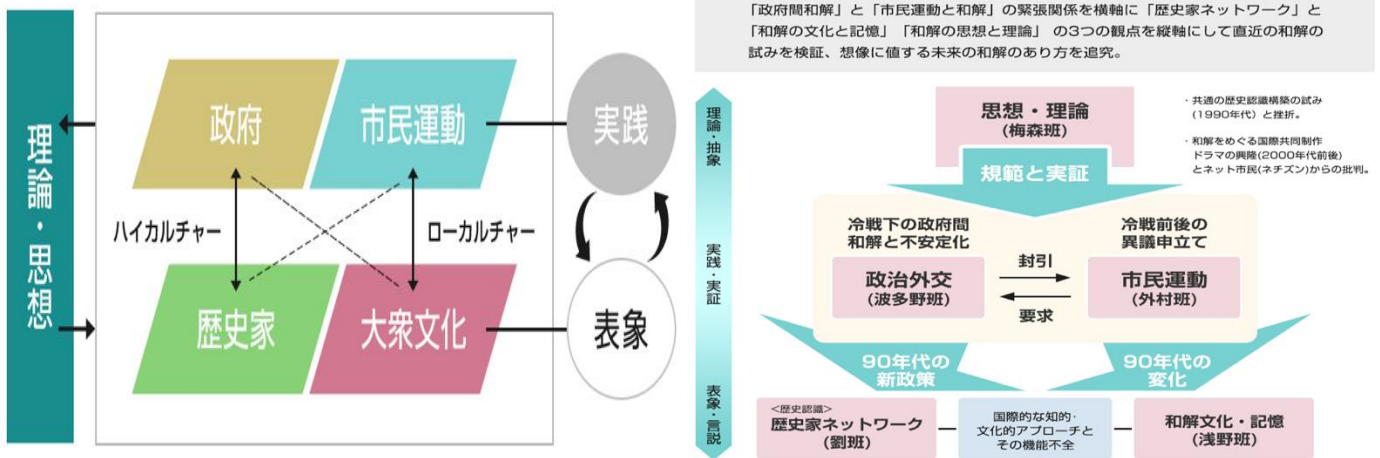 理論・思想
政府
市民運動
ハイカルチャー
ローカルチャー
歴史家
大衆文化
実践
表象
「政府間和解」と「市民運動と和解」の緊張関係を横軸に「歴史家ネットワーク」と
「和解の文化と記憶」「和解の思想と理論」 の3つの観点を縦軸にして直近の和解の
試みを検証、想像に値する未来の和解のあり方を追究。
理論・抽象
実践・実証
表象・言説
思想・理論
(梅森班)
・共通の歴史認識構築の試み
(1990年代) と挫折。
・和解をめぐる国際共同制作
ドラマの興隆(2000年代前後)
とネット市民(ネチズン)からの批判。
規範と実証
冷戦下の政府間
和解と不安定化
冷戦前後の
異議申立て
政治外交
(波多野班)
封引
要求
市民運動
(外村班)
90年代の
新政策
90年代の
変化
<歴史認識>
歴史家ネットワーク
(劉班)
国際的な知的・
文化的アプローチと
その機能不全
和解文化・記憶
(浅野班)